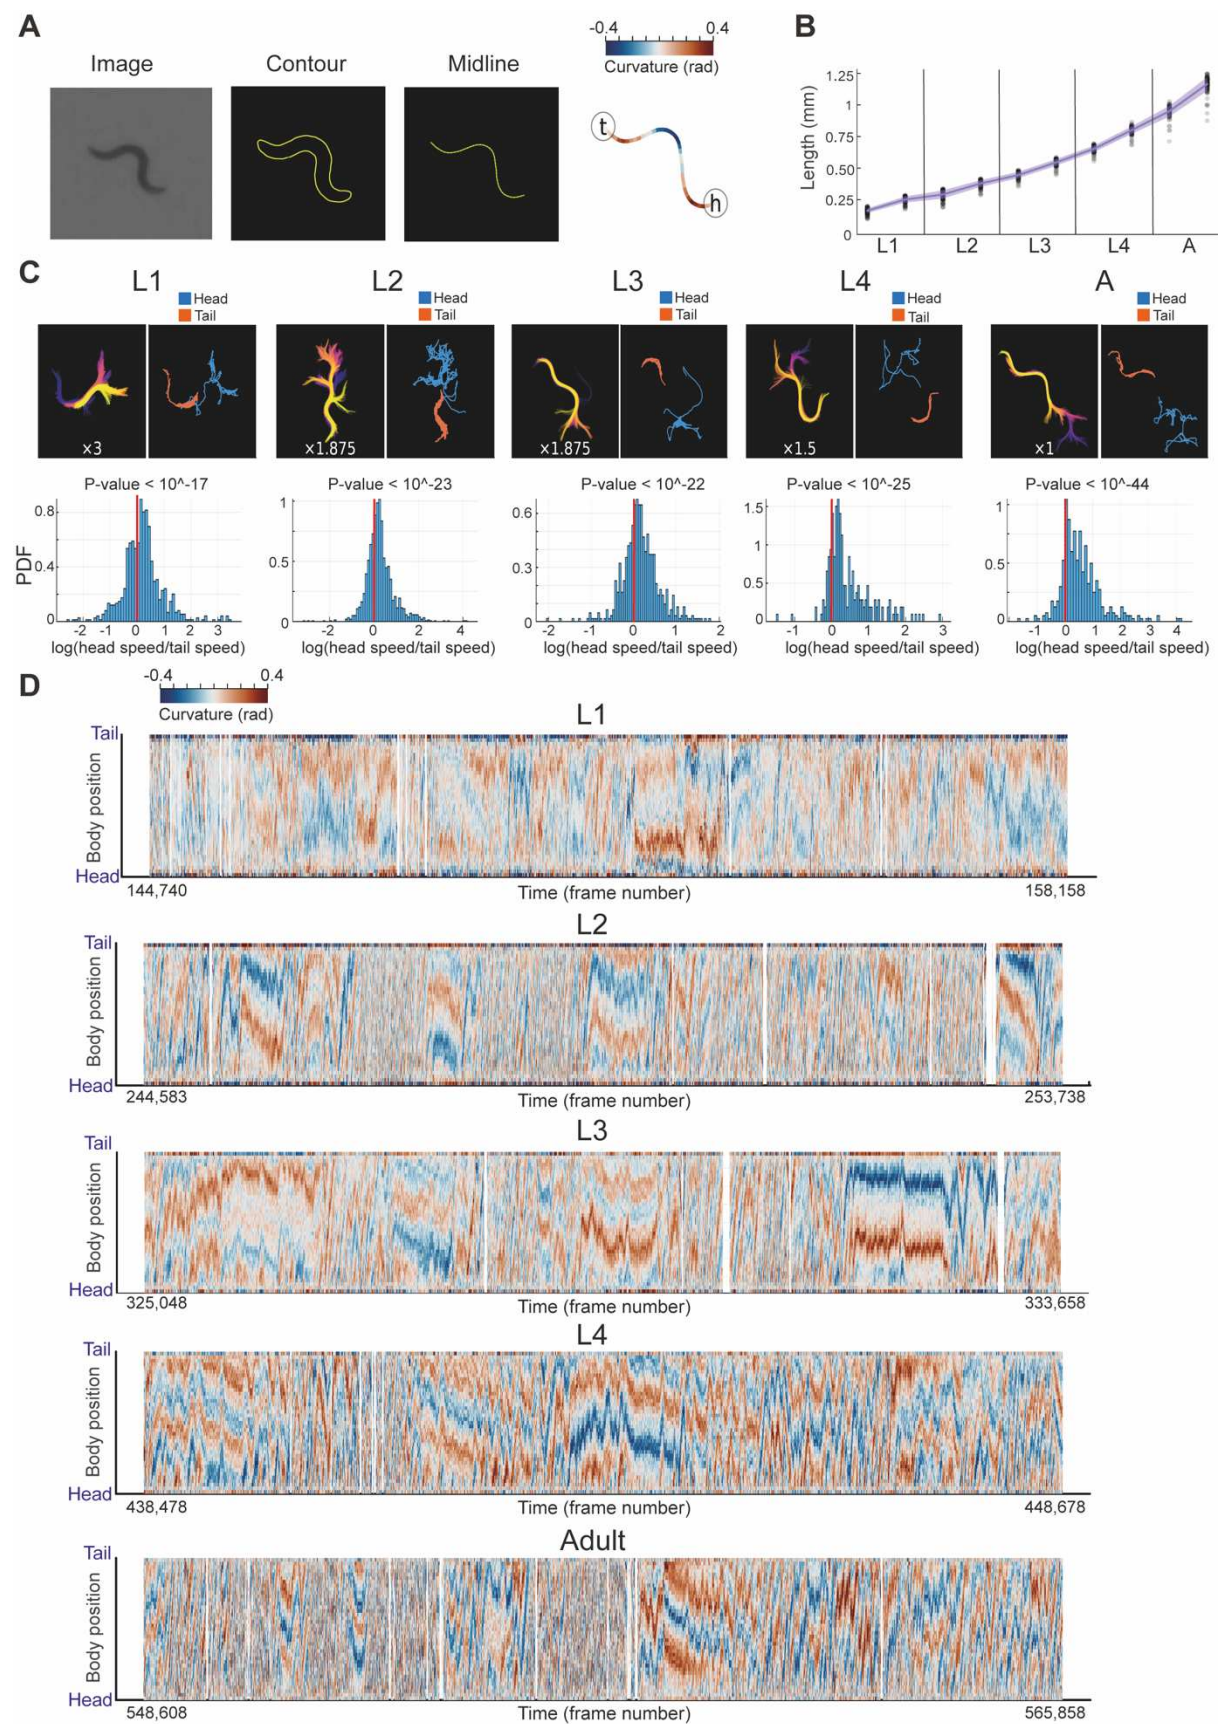 A
Image
Contour
Midline
-0.4
0.4
Curvature (rad)
t
h
B
Length (mm)
1.25
1
0.75
0.50
0.25
0
L1
L2
L3
L4
A
C
L1
L2
L3
L4
A
Head
Tail
Head
Tail
Head
Tail
Head
Tail
Head
Tail
×3
×1.875
×1.875
×1.5
×1
P-value < 10^-17
P-value < 10^-23
P-value < 10^-22
P-value < 10^-25
P-value < 10^-44
PDF
0.8
0.4
0
-2 -1 0 1 2 3
log(head speed/tail speed)
1
0.5
0
-2 0 2 4
log(head speed/tail speed)
0.6
0.3
0
-2 -1 0 1 2
log(head speed/tail speed)
1.5
1
0.5
0
-1 0 1 2 3
log(head speed/tail speed)
1
0.5
0
-1 0 1 2 3 4
log(head speed/tail speed)
D
-0.4
0.4
Curvature (rad)
L1
Tail
Body position
Head
144,740
Time (frame number)
158,158
L2
Tail
Body position
Head
244,583
Time (frame number)
253,738
L3
Tail
Body position
Head
325,048
Time (frame number)
333,658
L4
Tail
Body position
Head
438,478
Time (frame number)
448,678
Adult
Tail
Body position
Head
548,608
Time (frame number)
565,858